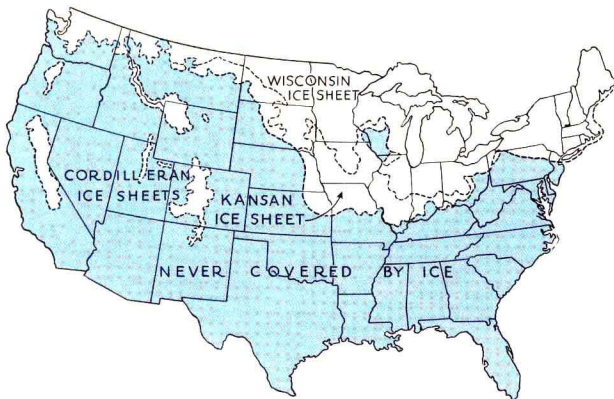 WISCONSIN
ICE SHEET
CORDILLERAN
ICE SHEETS
KANSAN
ICE SHEET
NEVER COVERED BY ICE